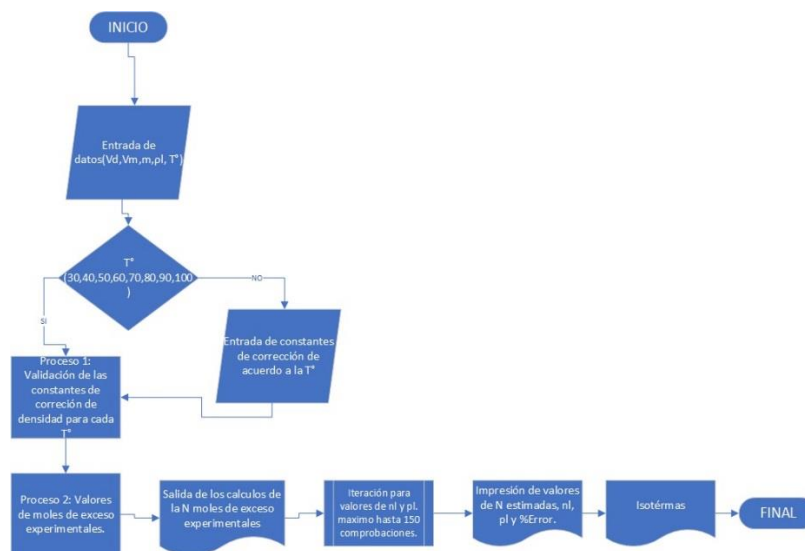 INICIO
Entrada de
datos(Vd,Vm,m,pl, T°)
T°
(30,40,50,60,70,80,90,100
)
NO
SI
Entrada de constantes
de corrección de
acuerdo a la T°
Proceso 1:
Validación de las
constantes de
correción de
densidad para cada
T°
Proceso 2: Valores
de moles de exceso
experimentales.
Salida de los calculos de
la N moles de exceso
experimentales
Iteración para
valores de nl y pl.
maximo hasta 150
comprobaciones.
Impresión de valores
de N estimadas, nl,
pl y %Error.
Isotérmas
FINAL